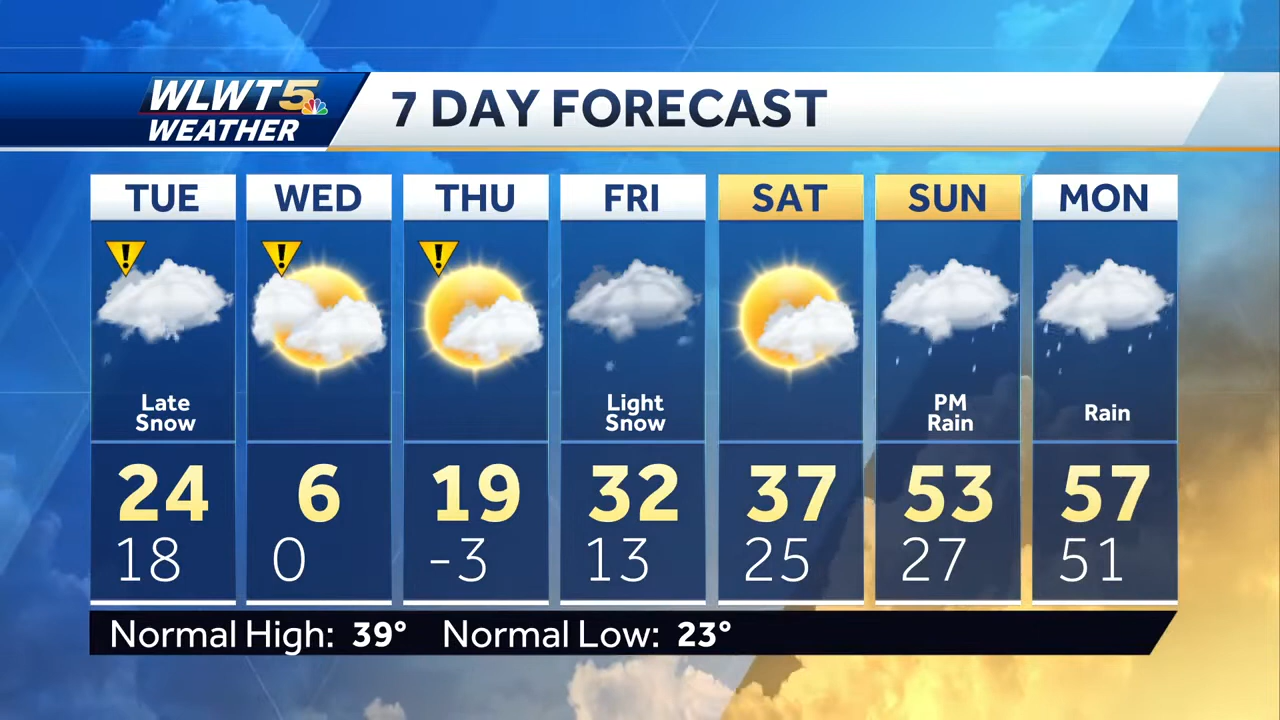 WLWT5
WEATHER
7 DAY FORECAST
TUE WED THU FRI SAT SUN MON
! ! !
Late
Snow
Light
Snow
PM
Rain
Rain
24 6 19 32 37 53 57
18 0 -3 13 25 27 51
Normal High: 39° Normal Low: 23°